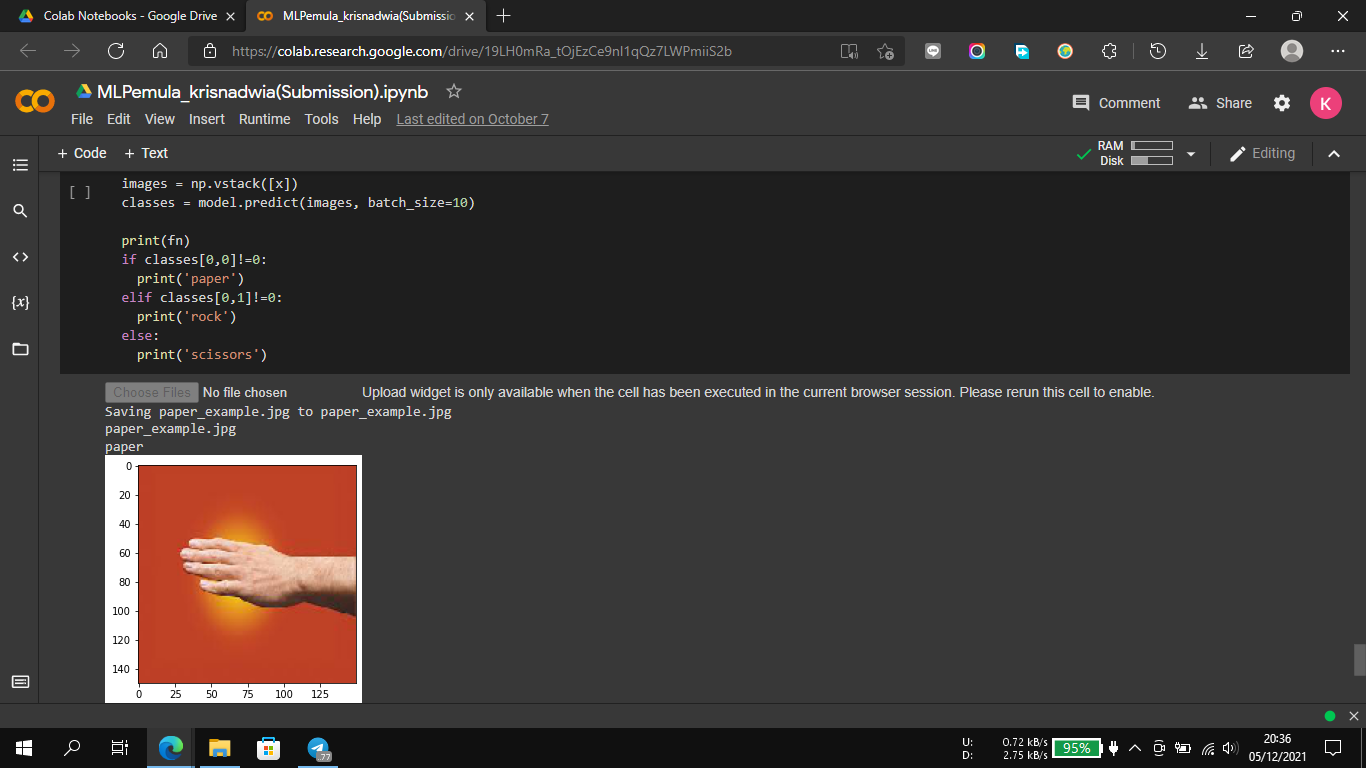 Colab Notebooks - Google Drive
MLPemula_krisnadwia(Submissio
https://colab.research.google.com/drive/19LH0mRa_tOjEzCe9nI1qQz7LWPmiiS2b
MLPemula_krisnadwia(Submission).ipynb
Comment Share K
File Edit View Insert Runtime Tools Help Last edited on October 7
+ Code + Text
RAM
Disk
Editing
[ ]
images = np.vstack([x])
classes = model.predict(images, batch_size=10)
print(fn)
if classes[0,0]!=0:
print('paper')
elif classes[0,1]!=0:
print('rock')
else:
print('scissors')
Choose Files No file chosen Upload widget is only available when the cell has been executed in the current browser session. Please rerun this cell to enable.
Saving paper_example.jpg to paper_example.jpg
paper_example.jpg
paper
0
20
40
60
80
100
120
140
0 25 50 75 100 125
{x}
77
U: 0.72 kB/s
D: 2.75 kB/s
95%
20:36
05/12/2021